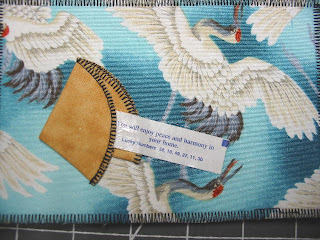 You will enjoy peace and harmony in
your home.
Lucky Numbers